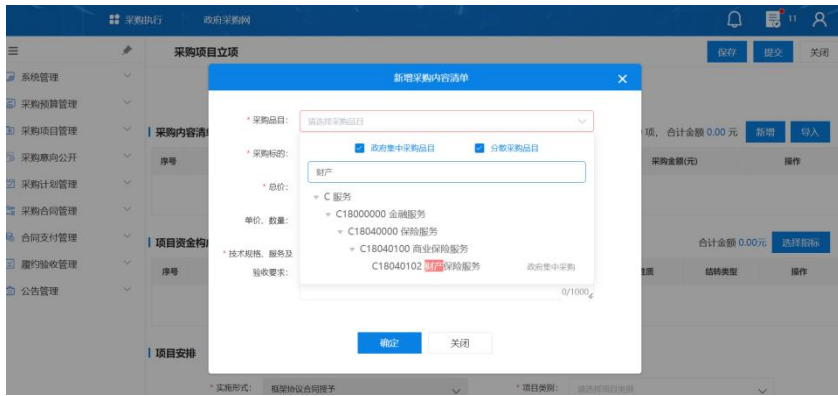 采购执行 政府采购网 11
采购项目立项 保存 提交 关闭
系统管理
采购预算管理
采购项目管理
采购意向公开
采购计划管理
采购合同管理
合同支付管理
履约验收管理
公告管理
采购内容清单
项，合计金额 0.00 元 新增 导入
序号 采购金额(元) 操作
项目资金构成
合计金额 0.00元 选择指标
序号 性质 结转类型 操作
项目安排
* 实施形式： 框架协议合同授予 * 项目类别： 请选择项目类别
新增采购内容清单
* 采购品目： 请选择采购品目
政府集中采购品目 分散采购品目
* 采购标的：
财产
* 总价：
C 服务
C18000000 金融服务
单价、数量：
C18040000 保险服务
C18040100 商业保险服务
* 技术规格、服务及
验收要求：
C18040102 财产保险服务 政府集中采购
0/1000
确定 关闭